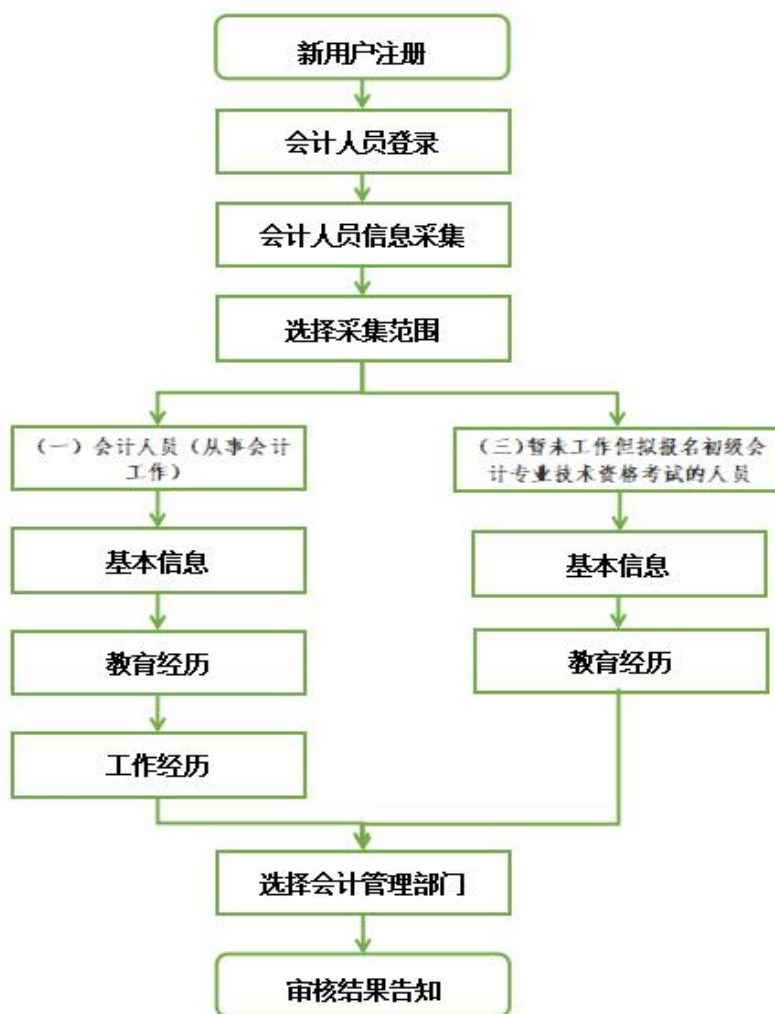 新用户注册
会计人员登录
会计人员信息采集
选择采集范围
（一）会计人员（从事会计
工作）
基本信息
教育经历
工作经历
（三）暂未工作但拟报名初级会
计专业技术资格考试的人员
基本信息
教育经历
选择会计管理部门
审核结果告知